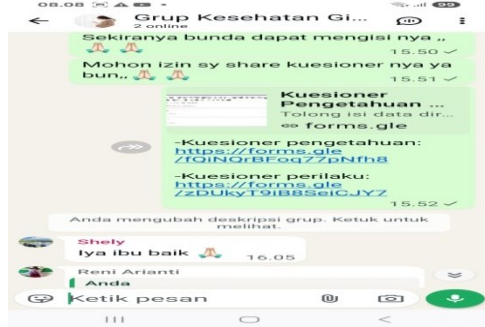 08.08
99
Grup Kesehatan Gi...
2 online
Sekiranya bunda dapat mengisi nya ,,
🙏 🙏
15.50
Mohon izin sy share kuesioner nya ya
bun,, 🙏 🙏
15.51
Kuesioner
Pengetahuan ...
Tolong isi data dir...
forms.gle
-Kuesioner pengetahuan:
https://forms.gle
/fQiNQrBFoq77pNfh8
-Kuesioner perilaku:
https://forms.gle
/zDUkyT9iB8SeiCJY7
15.52
Anda mengubah deskripsi grup. Ketuk untuk
melihat.
Shely
Iya ibu baik 🙏
16.05
Reni Arianti
Anda
Ketik pesan